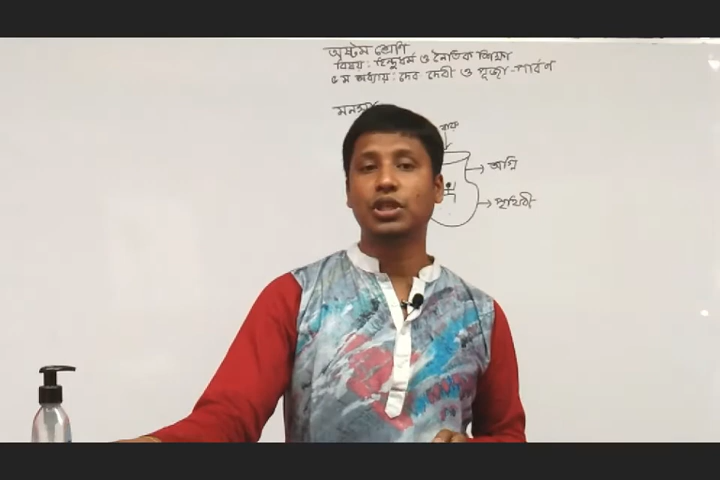 অষ্টম শ্রেণি
বিষয় : হিন্দুধর্ম ও নৈতিক শিক্ষা
৫ম অধ্যায় : দেব দেবী ও পূজা-পার্বণ
অগ্নি
পৃথিবী